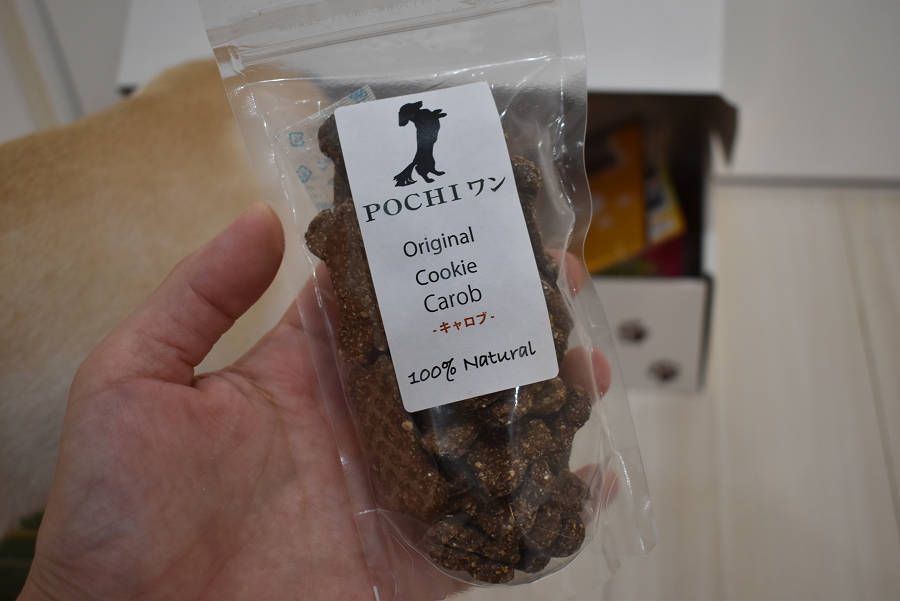 POCHIワン
Original
Cookie
Carob
-キャロブ-
100% Natural